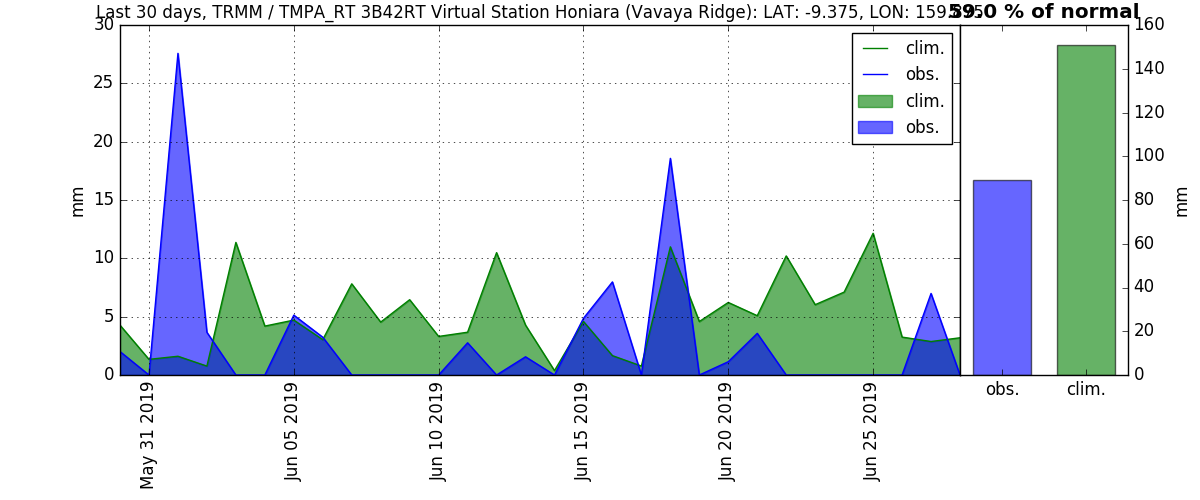 Last 30 days, TRMM / TMPA_RT 3B42RT Virtual Station Honiara (Vavaya Ridge): LAT: -9.375, LON:
59.0 % of normal
30
25
20
15
10
5
0
mm
clim.
obs.
clim.
obs.
160
140
120
100
80
60
40
20
0
mm
obs.
clim.
May 31 2019
Jun 05 2019
Jun 10 2019
Jun 15 2019
Jun 20 2019
Jun 25 2019